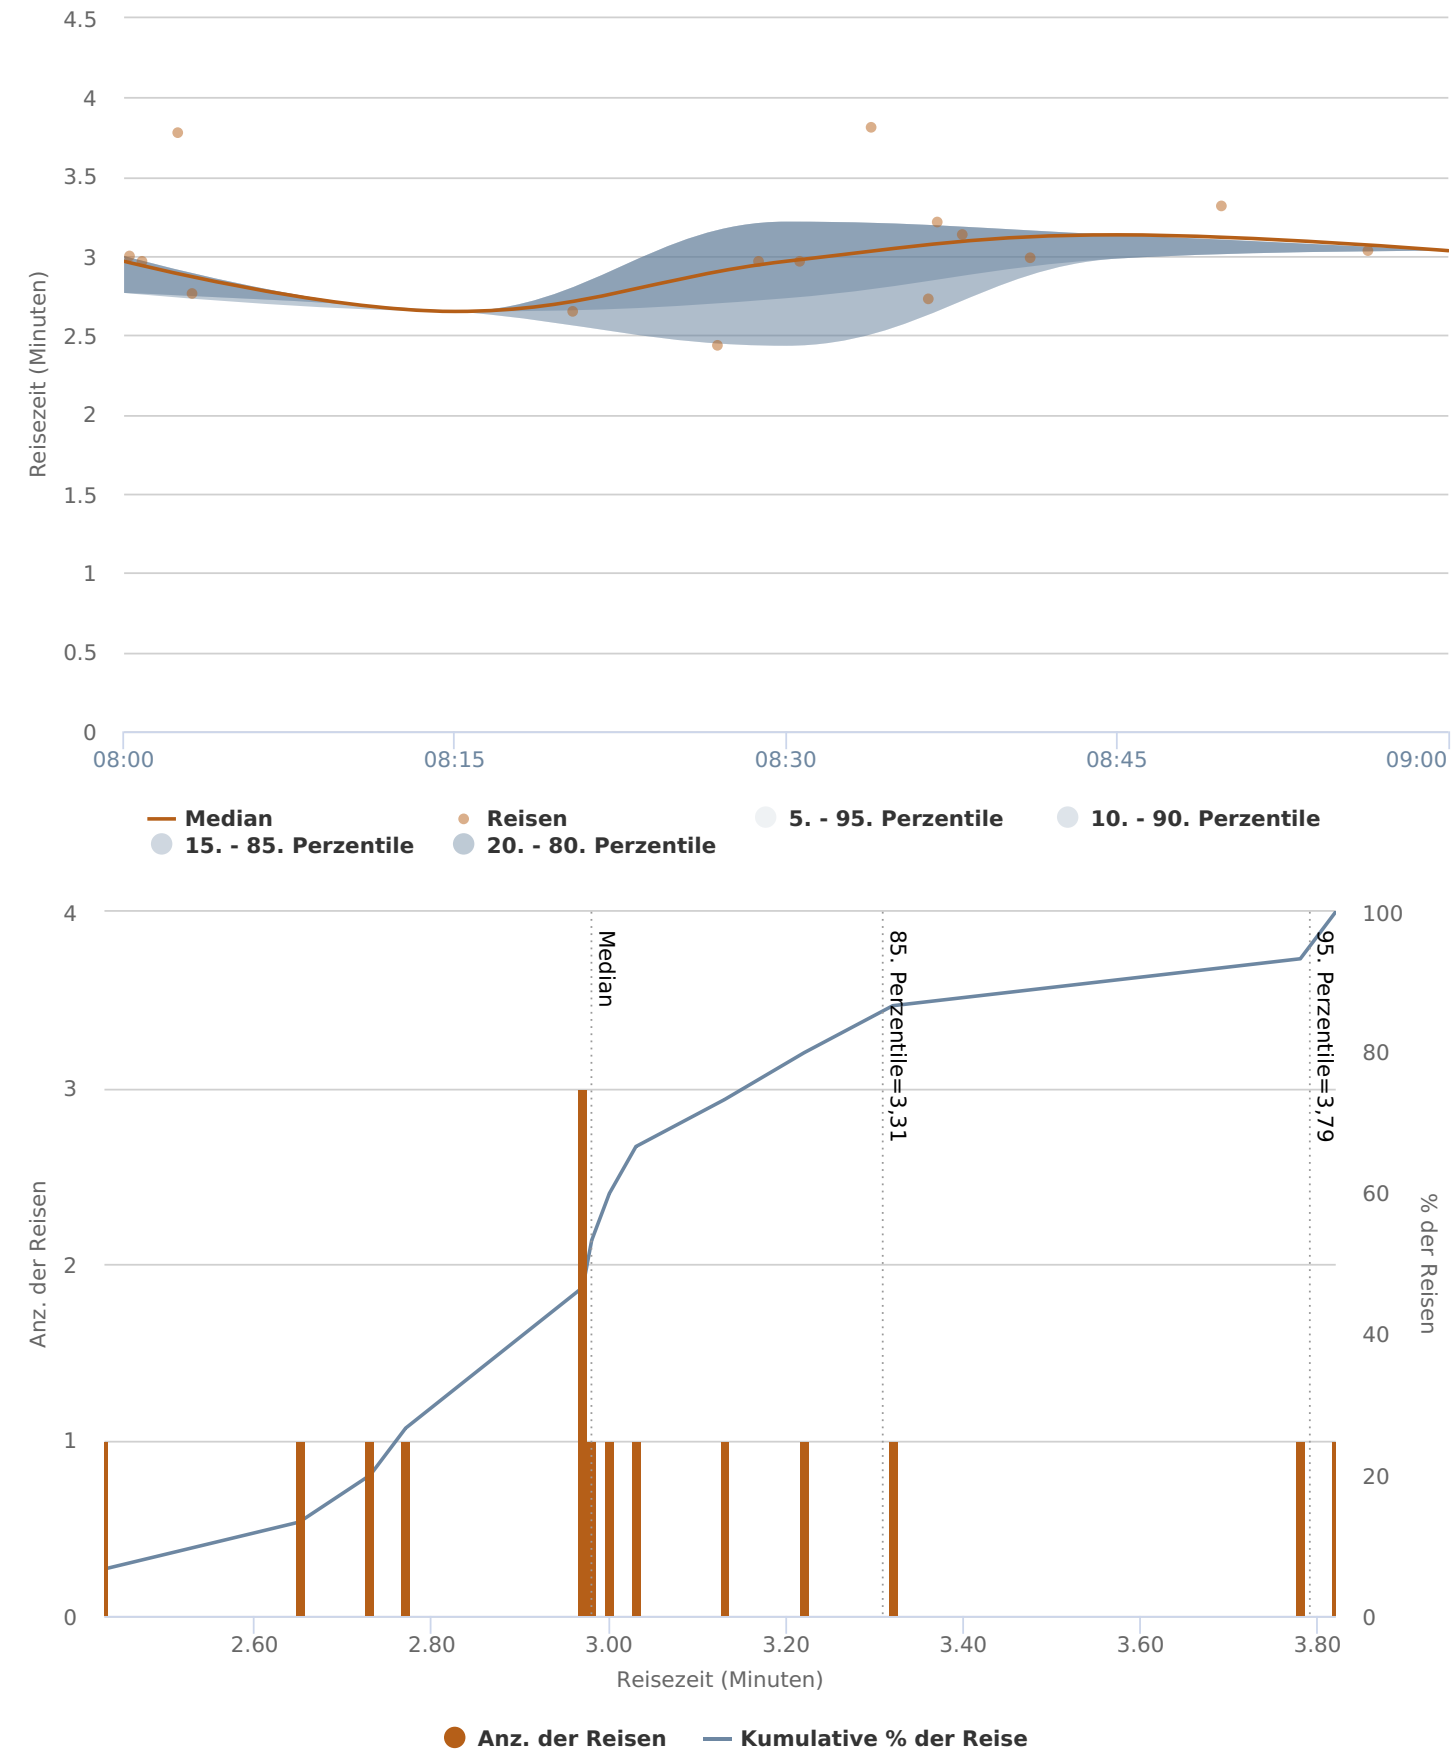 4.5
4
3.5
3
2.5
2
1.5
1
0.5
0
Reisezeit (Minuten)
08:00 08:15 08:30 08:45 09:00
Median Reisen 5. - 95. Perzentile 10. - 90. Perzentile
15. - 85. Perzentile 20. - 80. Perzentile
4
3
2
1
0
Anz. der Reisen
Median
85. Perzentile=3,31
95. Perzentile=3,79
100
80
60
40
20
0
% der Reisen
2.60 2.80 3.00 3.20 3.40 3.60 3.80
Reisezeit (Minuten)
Anz. der Reisen Kumulative % der Reise